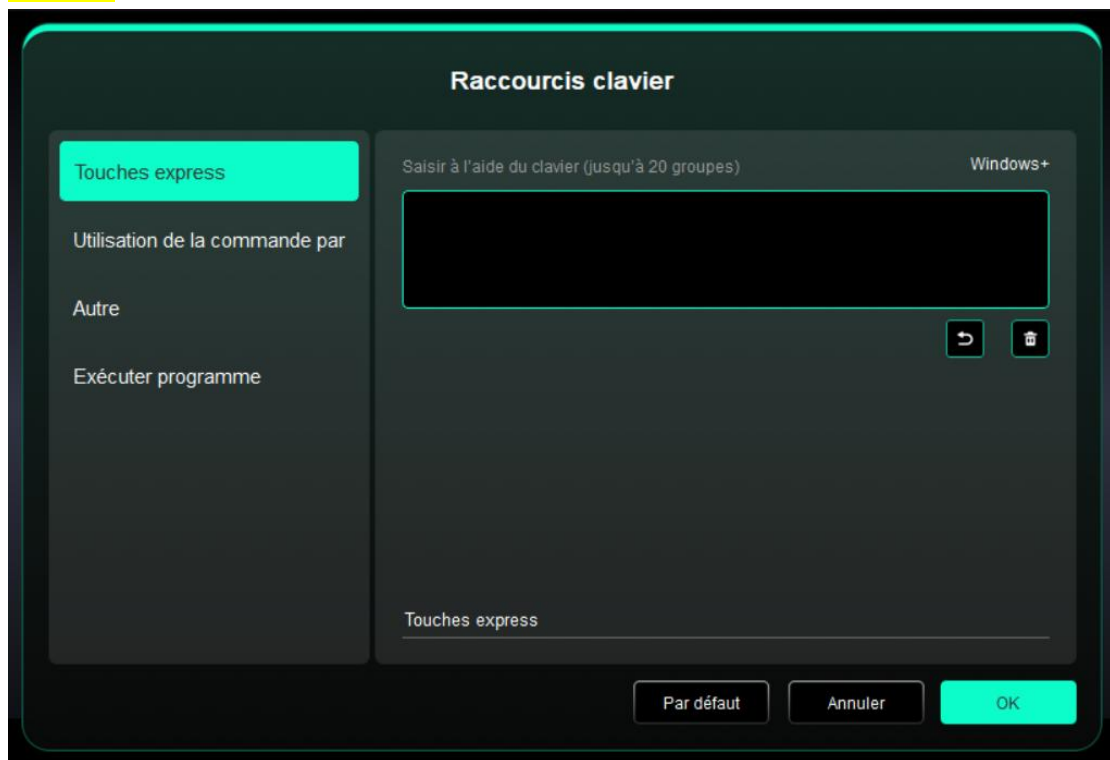 Raccourcis clavier
Touches express
Utilisation de la commande par
Autre
Exécuter programme
Saisir à l'aide du clavier (jusqu'à 20 groupes)
Windows+
Touches express
Par défaut
Annuler
OK